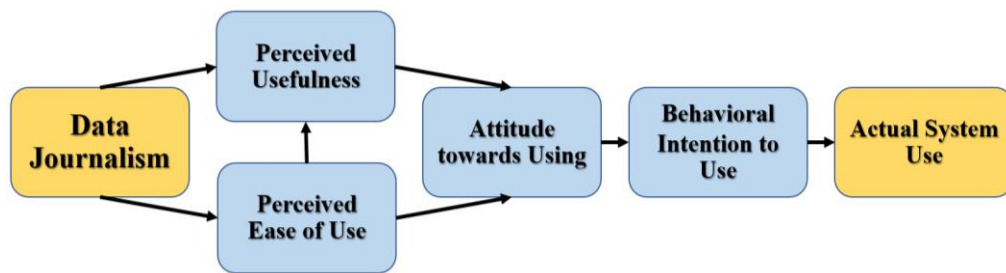 Data
Journalism
Perceived
Usefulness
Perceived
Ease of Use
Attitude
towards Using
Behavioral
Intention to
Use
Actual System
Use